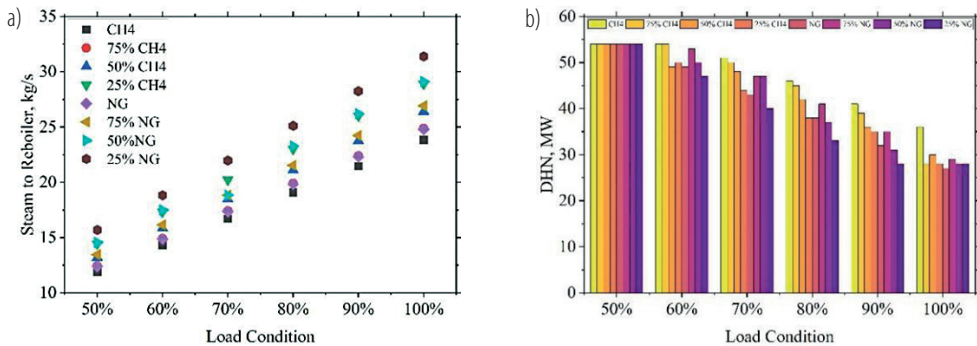 a)
Steam to Reboiler, kg/s
35
30
25
20
15
10
CH4
75% CH4
50% CH4
25% CH4
NG
75% NG
50%NG
25% NG
50% 60% 70% 80% 90% 100%
Load Condition
b)
DHN, MW
60
50
40
30
20
10
0
CH4 75% CH4 50% CH4 25% CH4 NG 75% NG 50% NG 25% NG
50% 60% 70% 80% 90% 100%
Load Condition